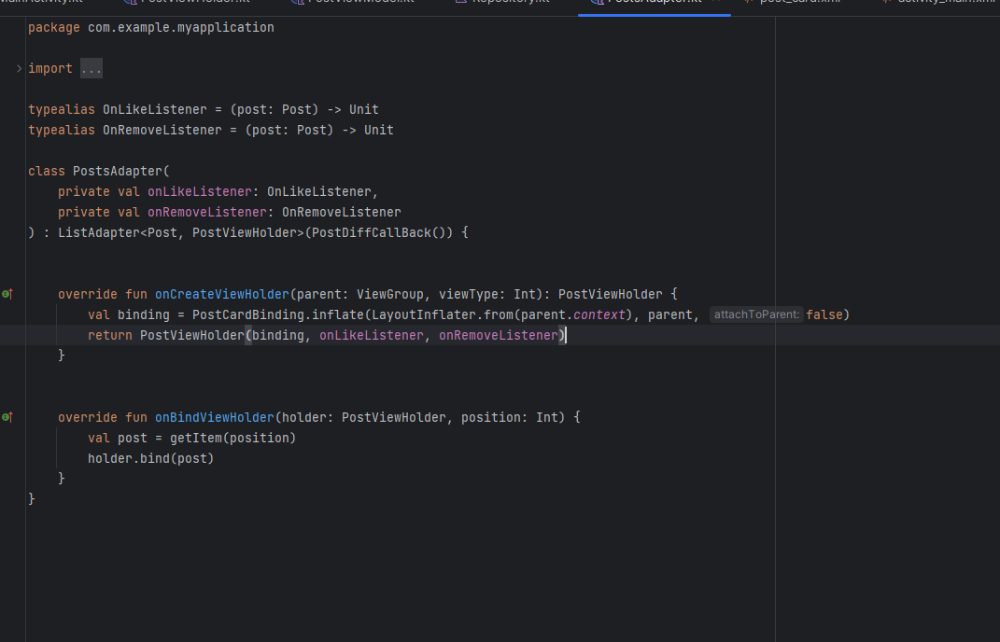 PostViewHolder.kt PostViewModel.kt Repository.kt PostsAdapter.kt post_card.xml activity_main.xml
package com.example.myapplication
import ...
typealias OnLikeListener = (post: Post) -> Unit
typealias OnRemoveListener = (post: Post) -> Unit
class PostsAdapter(
private val onLikeListener: OnLikeListener,
private val onRemoveListener: OnRemoveListener
) : ListAdapter<Post, PostViewHolder>(PostDiffCallBack()) {
override fun onCreateViewHolder(parent: ViewGroup, viewType: Int): PostViewHolder {
val binding = PostCardBinding.inflate(LayoutInflater.from(parent.context), parent, attachToParent: false)
return PostViewHolder(binding, onLikeListener, onRemoveListener)
}
override fun onBindViewHolder(holder: PostViewHolder, position: Int) {
val post = getItem(position)
holder.bind(post)
}
}